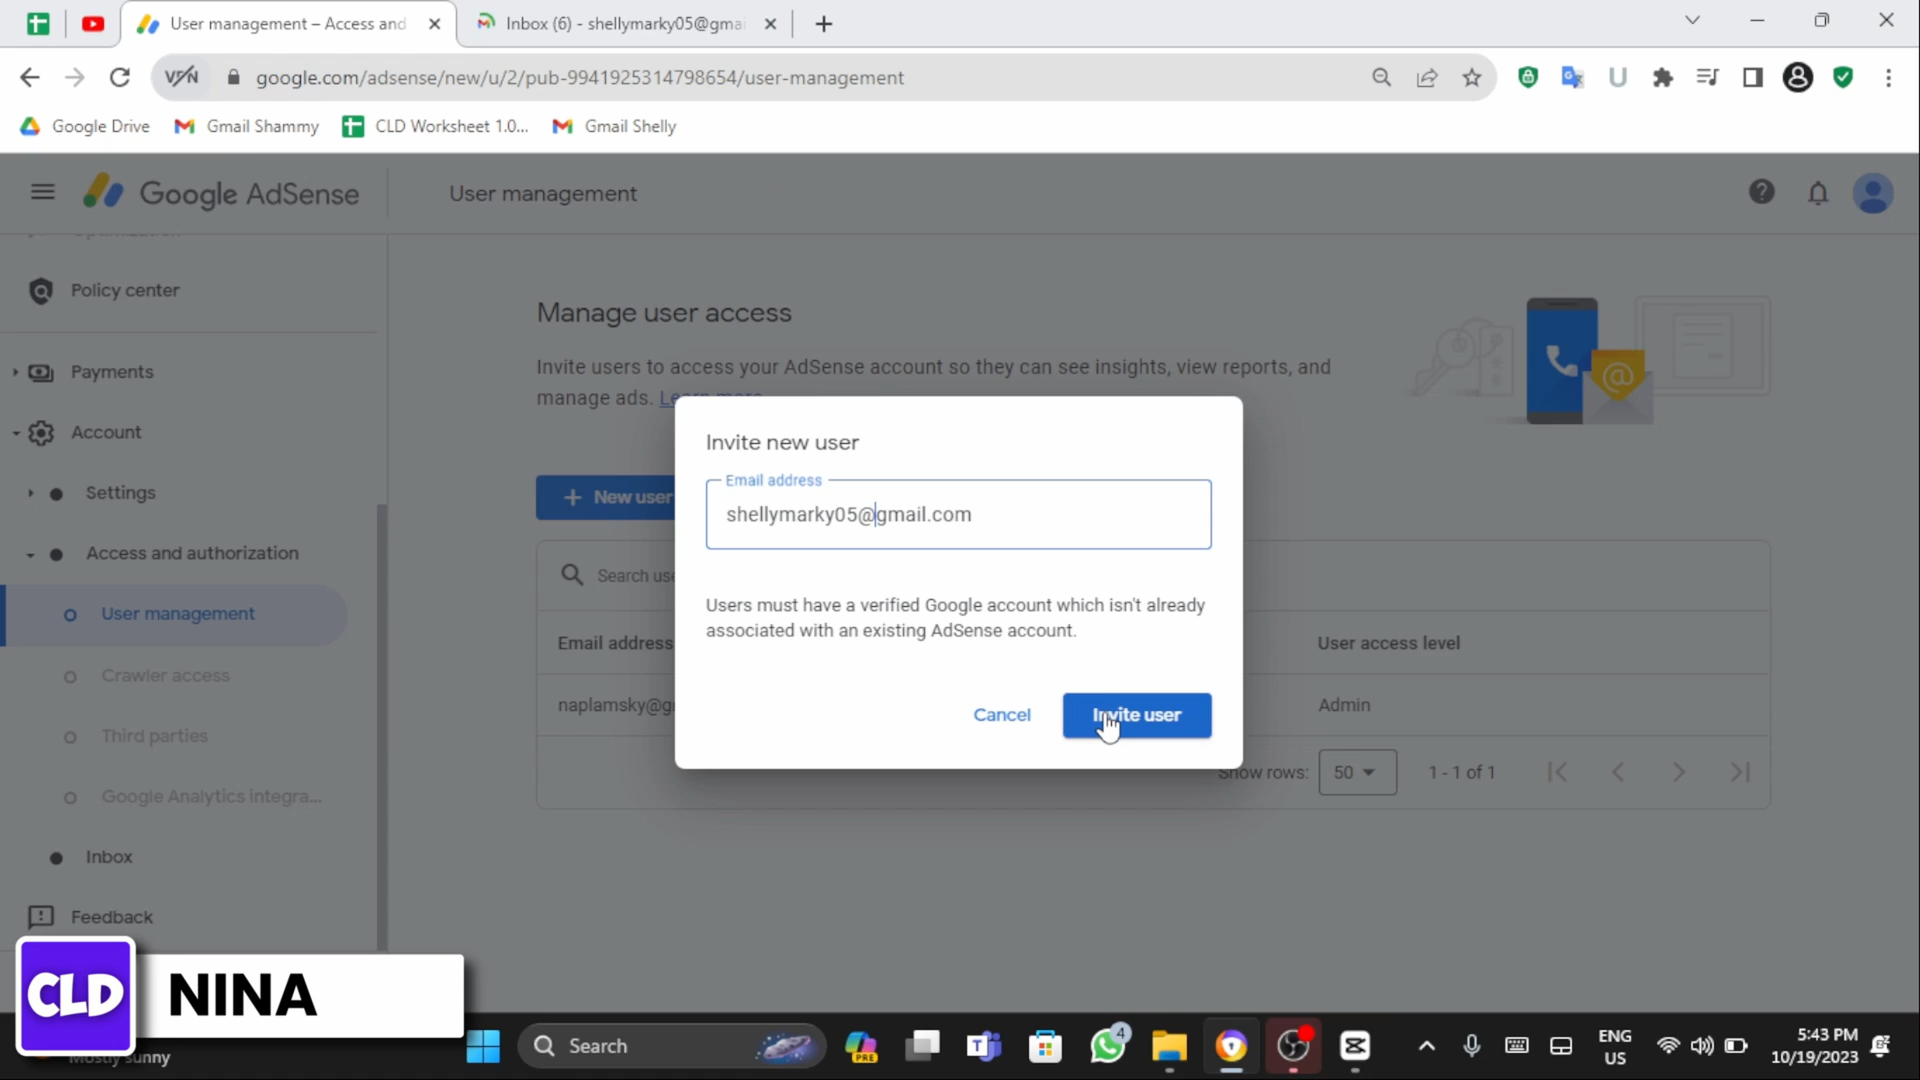 User management – Access and
Inbox (6) - shellymarky05@gmai
VPN
google.com/adsense/new/u/2/pub-9941925314798654/user-management
Google Drive
Gmail Shammy
CLD Worksheet 1.0...
Gmail Shelly
Google AdSense
User management
Policy center
Payments
Account
Settings
Access and authorization
User management
Crawler access
Third parties
Google Analytics integra...
Inbox
Feedback
Manage user access
Invite users to access your AdSense account so they can see insights, view reports, and
manage ads. Learn more
+ New user
Search use
Email address
User access level
naplamsky@g
Admin
Show rows: 50
1 - 1 of 1
Invite new user
Email address
shellymarky05@gmail.com
Users must have a verified Google account which isn't already
associated with an existing AdSense account.
Cancel
Invite user
CLD
NINA
Mostly sunny
Search
PRE
4
ENG
US
5:43 PM
10/19/2023